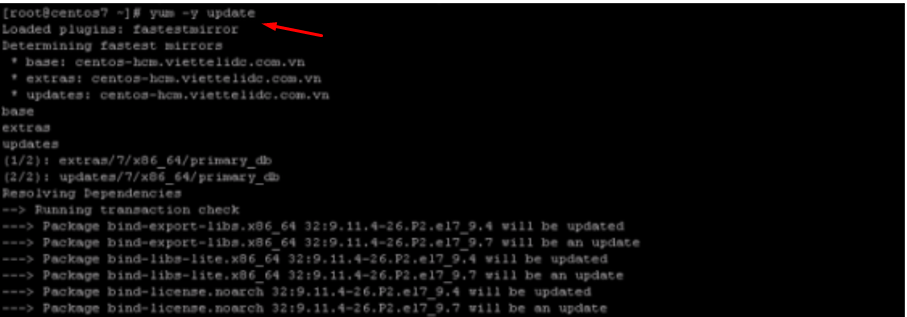 [root@centos7 ~]# yum -y update
Loaded plugins: fastestmirror
Determining fastest mirrors
 * base: centos-hcm.viettelidc.com.vn
 * extras: centos-hcm.viettelidc.com.vn
 * updates: centos-hcm.viettelidc.com.vn
base
extras
updates
(1/2): extras/7/x86_64/primary_db
(2/2): updates/7/x86_64/primary_db
Resolving Dependencies
--> Running transaction check
---> Package bind-export-libs.x86_64 32:9.11.4-26.P2.el7_9.4 will be updated
---> Package bind-export-libs.x86_64 32:9.11.4-26.P2.el7_9.7 will be an update
---> Package bind-libs-lite.x86_64 32:9.11.4-26.P2.el7_9.4 will be updated
---> Package bind-libs-lite.x86_64 32:9.11.4-26.P2.el7_9.7 will be an update
---> Package bind-license.noarch 32:9.11.4-26.P2.el7_9.4 will be updated
---> Package bind-license.noarch 32:9.11.4-26.P2.el7_9.7 will be an update